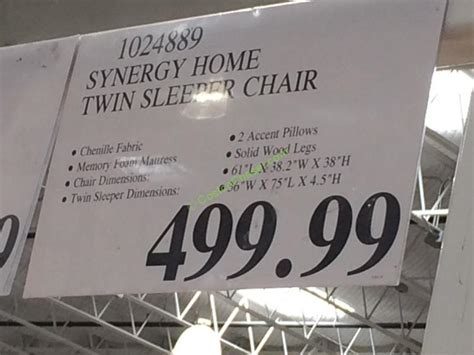 1024889
SYNERGY HOME
TWIN SLEEPER CHAIR
• Chenille Fabric
• Memory Foam Mattress
• Chair Dimensions:
• Twin Sleeper Dimensions:
• 2 Accent Pillows
• Solid Wood Legs
• 61"L X 38.2"W X 38"H
• 36"W X 75"L X 4.5"H
499.99
9